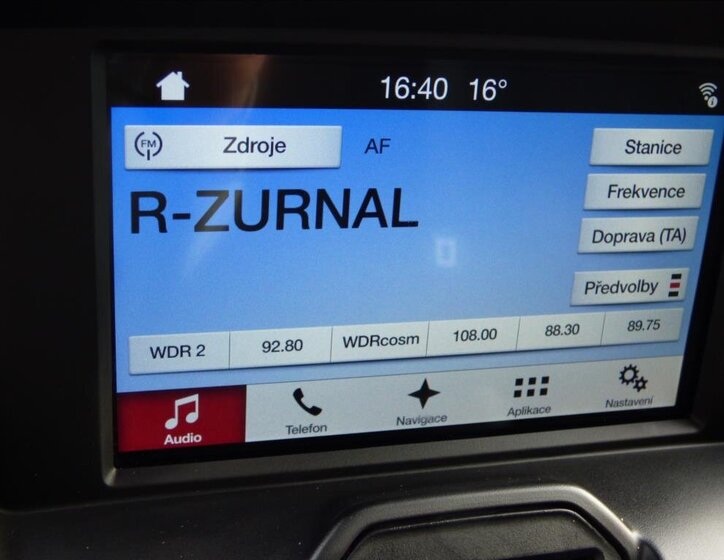 16:40 16°
FM Zdroje AF Stanice
R-ZURNAL
Frekvence
Doprava (TA)
Předvolby
WDR 2 92.80 WDRcosm 108.00 88.30 89.75
Audio Telefon Navigace Aplikace Nastavení